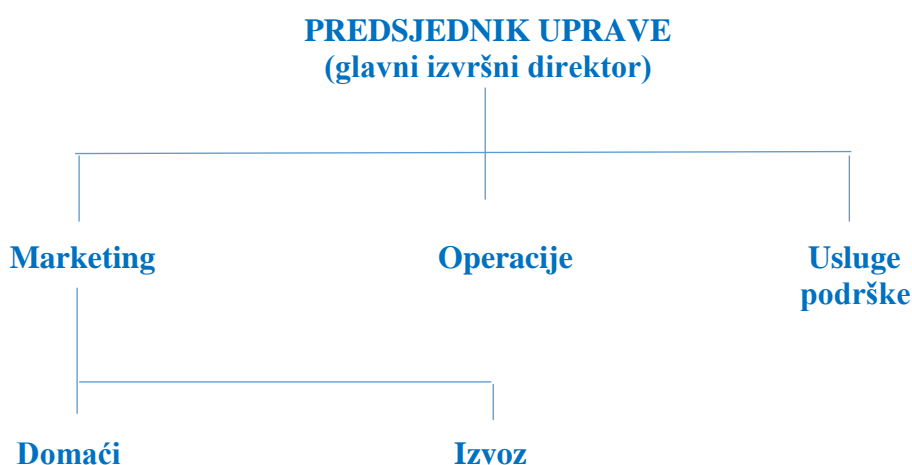 PREDSJEDNIK UPRAVE
(glavni izvršni direktor)
Marketing
Operacije
Usluge
podrške
Domaći
Izvoz